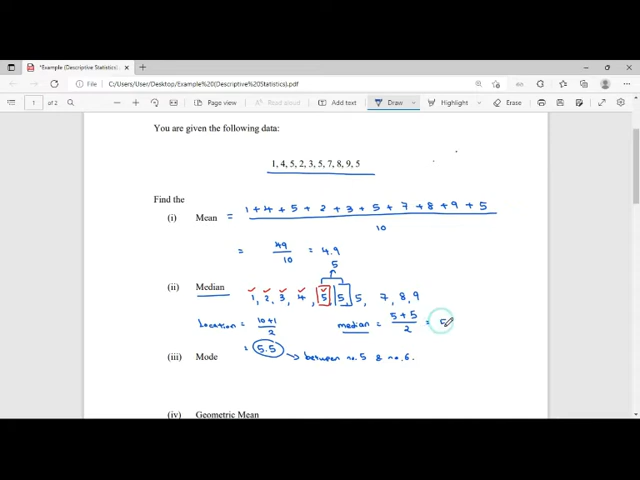 *Example (Descriptive Statistics).
File
C:/Users/User/Desktop/Example%20(Descriptive%20Statistics).pdf
1 of 2
Page view
Read aloud
Add text
Draw
Highlight
Erase
You are given the following data:
1, 4, 5, 2, 3, 5, 7, 8, 9, 5
Find the
(i) Mean = 1+4+5+2+3+5+7+8+9+5
10
= 49/10 = 4.9
5
(ii) Median 1, 2, 3, 4, 5, 5, 5, 7, 8, 9
Location = 10+1/2 median = 5+5/2 = 5
= 5.5 → between no.5 & no.6.
(iii) Mode
(iv) Geometric Mean